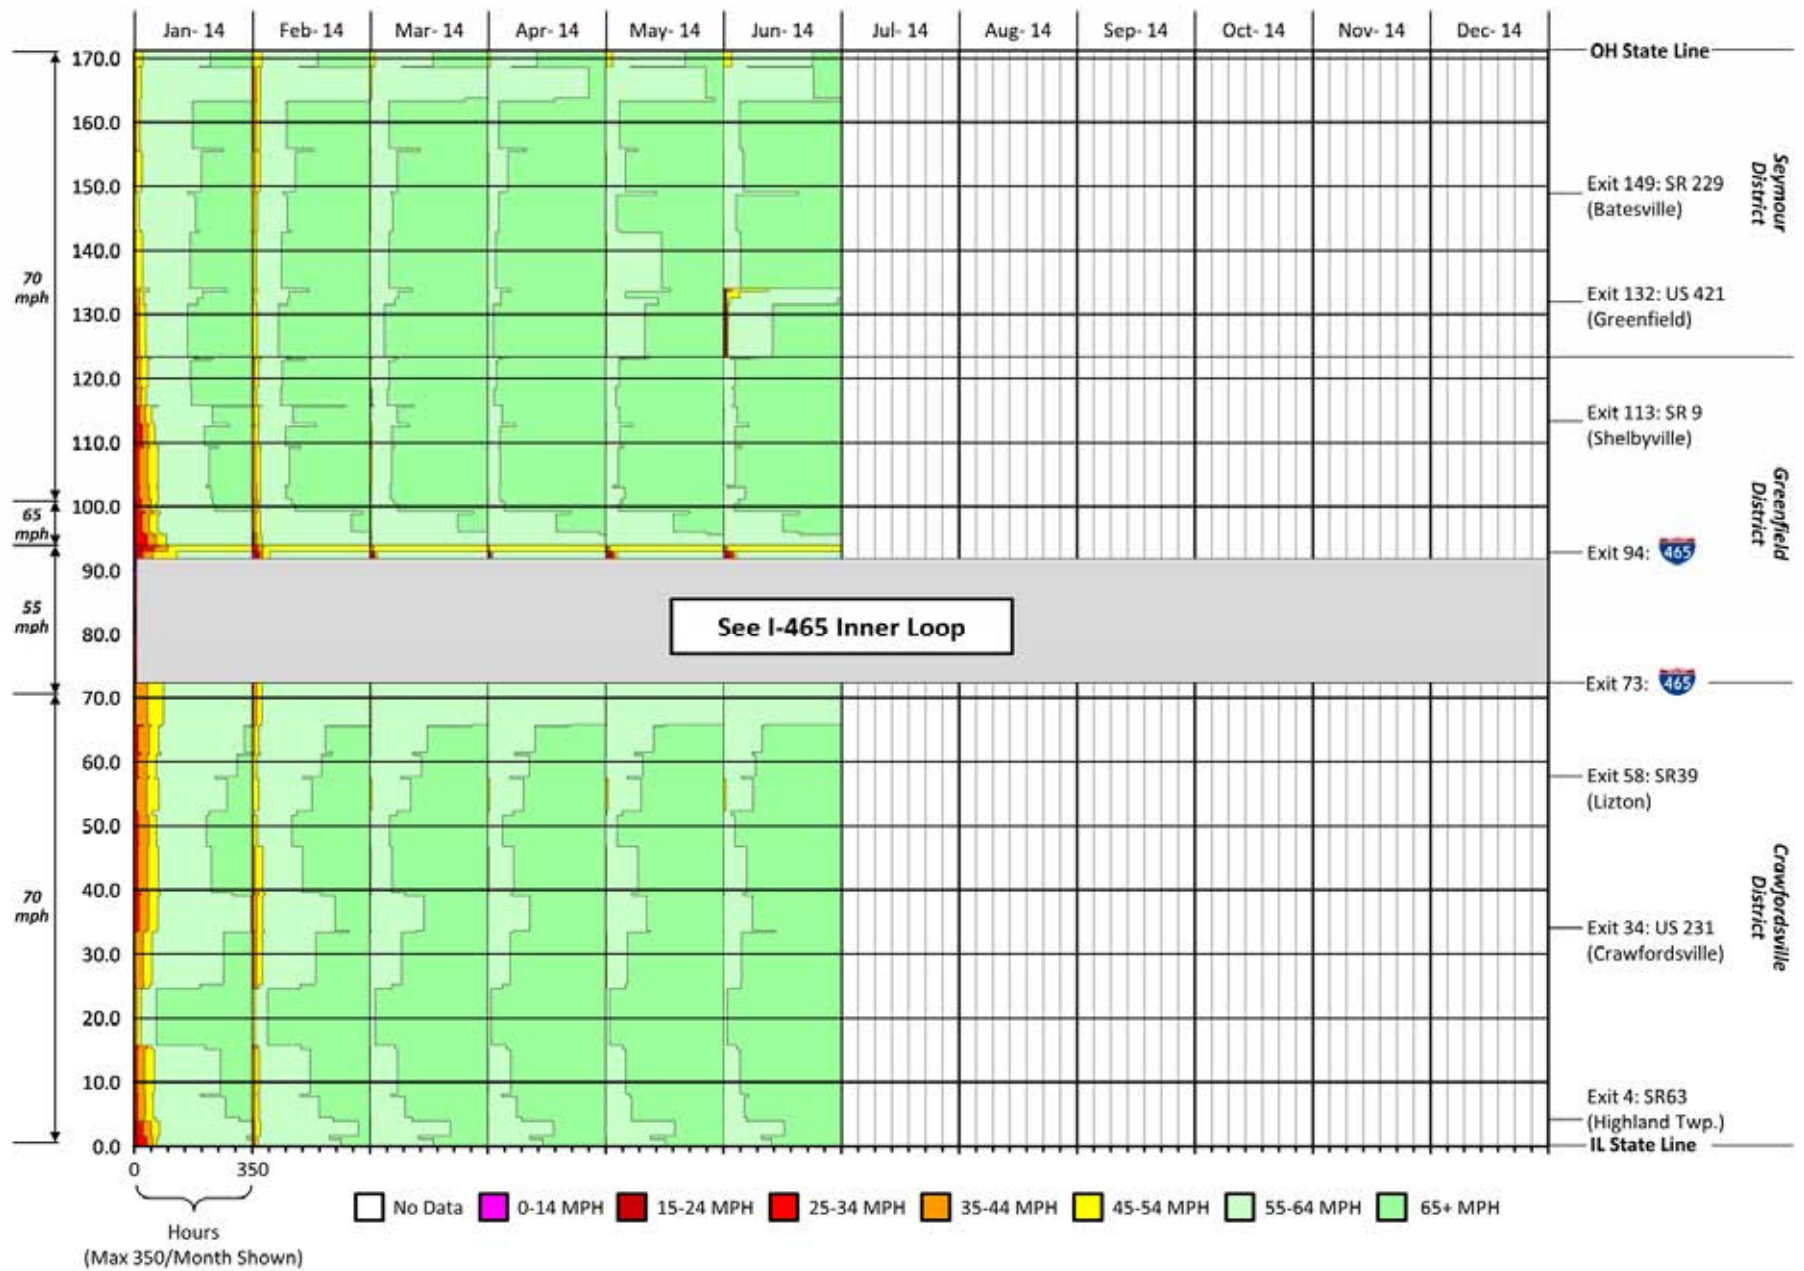 Jan- 14 Feb- 14 Mar- 14 Apr- 14 May- 14 Jun- 14 Jul- 14 Aug- 14 Sep- 14 Oct- 14 Nov- 14 Dec- 14
170.0
160.0
150.0
140.0
130.0
120.0
110.0
100.0
90.0
80.0
70.0
60.0
50.0
40.0
30.0
20.0
10.0
0.0
70
mph
65
mph
55
mph
70
mph
See I-465 Inner Loop
OH State Line
Exit 149: SR 229
(Batesville)
Exit 132: US 421
(Greenfield)
Exit 113: SR 9
(Shelbyville)
Exit 94: 465
Exit 73: 465
Exit 58: SR39
(Lizton)
Exit 34: US 231
(Crawfordsville)
Exit 4: SR63
(Highland Twp.)
IL State Line
Seymour
District
Greenfield
District
Crawfordsville
District
0 350
Hours
(Max 350/Month Shown)
No Data 0-14 MPH 15-24 MPH 25-34 MPH 35-44 MPH 45-54 MPH 55-64 MPH 65+ MPH